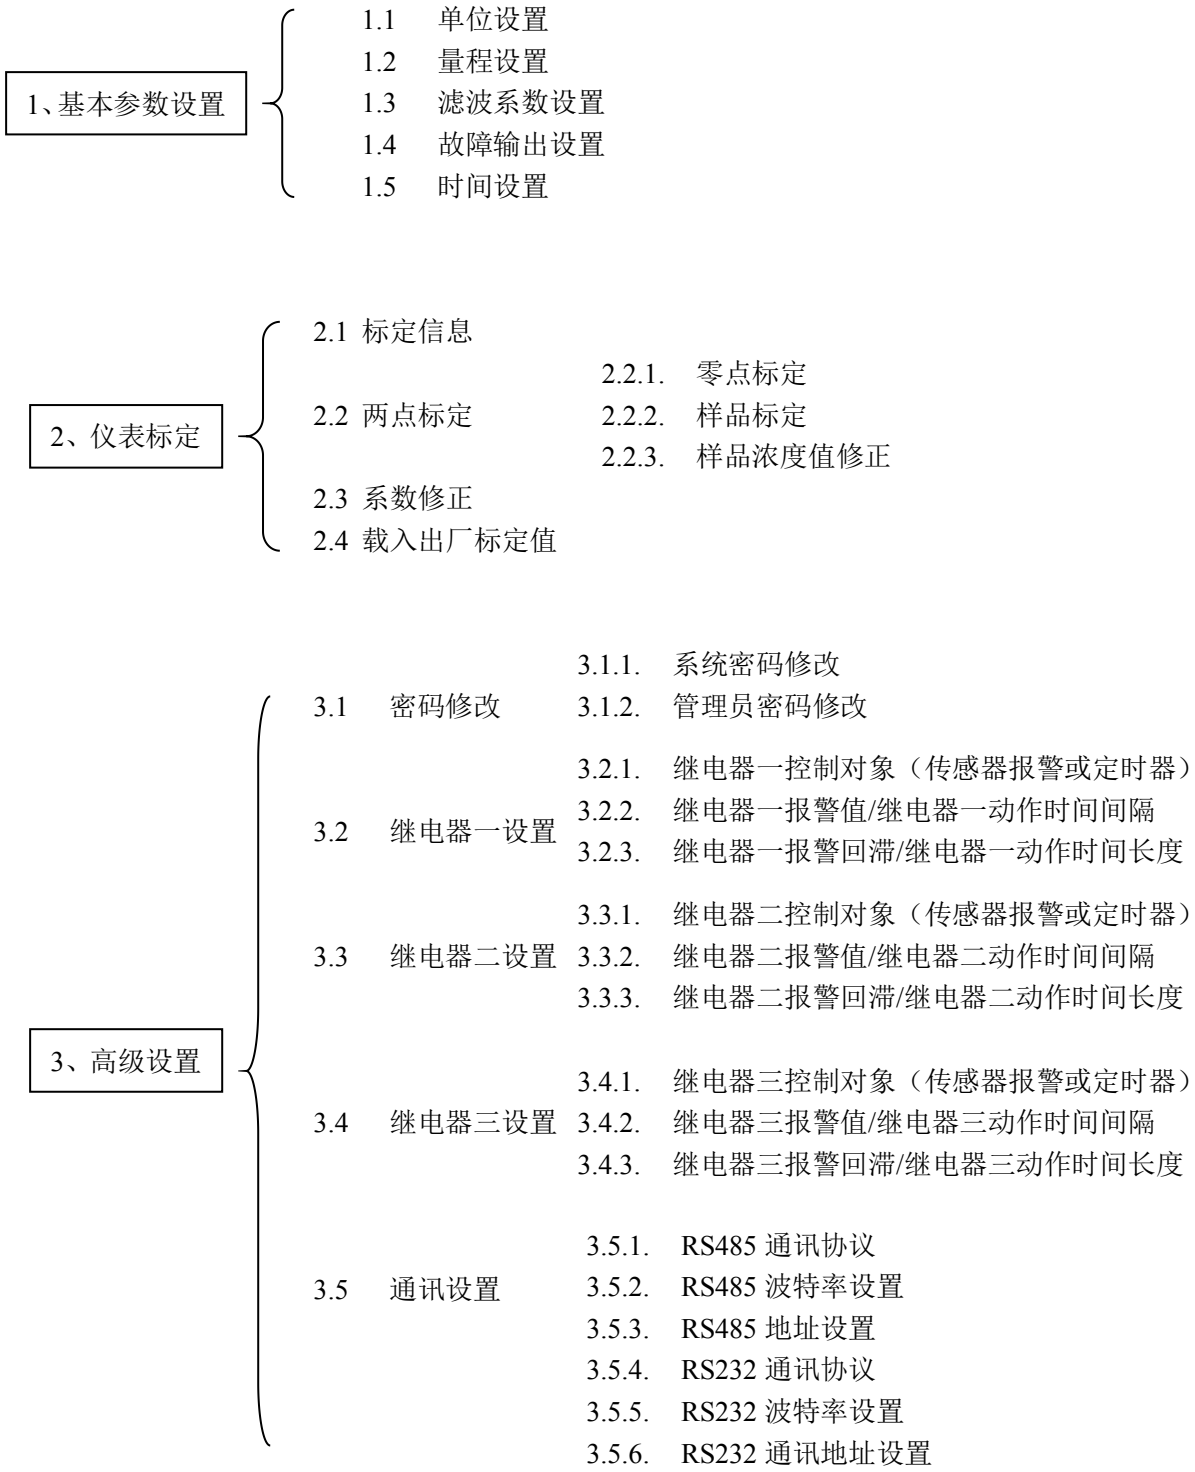 1、基本参数设置
1.1 单位设置
1.2 量程设置
1.3 滤波系数设置
1.4 故障输出设置
1.5 时间设置
2、仪表标定
2.1 标定信息
2.2 两点标定
2.2.1. 零点标定
2.2.2. 样品标定
2.2.3. 样品浓度值修正
2.3 系数修正
2.4 载入出厂标定值
3、高级设置
3.1 密码修改
3.1.1. 系统密码修改
3.1.2. 管理员密码修改
3.2 继电器一设置
3.2.1. 继电器一控制对象（传感器报警或定时器）
3.2.2. 继电器一报警值/继电器一动作时间间隔
3.2.3. 继电器一报警回滞/继电器一动作时间长度
3.3 继电器二设置
3.3.1. 继电器二控制对象（传感器报警或定时器）
3.3.2. 继电器二报警值/继电器二动作时间间隔
3.3.3. 继电器二报警回滞/继电器二动作时间长度
3.4 继电器三设置
3.4.1. 继电器三控制对象（传感器报警或定时器）
3.4.2. 继电器三报警值/继电器三动作时间间隔
3.4.3. 继电器三报警回滞/继电器三动作时间长度
3.5 通讯设置
3.5.1. RS485 通讯协议
3.5.2. RS485 波特率设置
3.5.3. RS485 地址设置
3.5.4. RS232 通讯协议
3.5.5. RS232 波特率设置
3.5.6. RS232 通讯地址设置